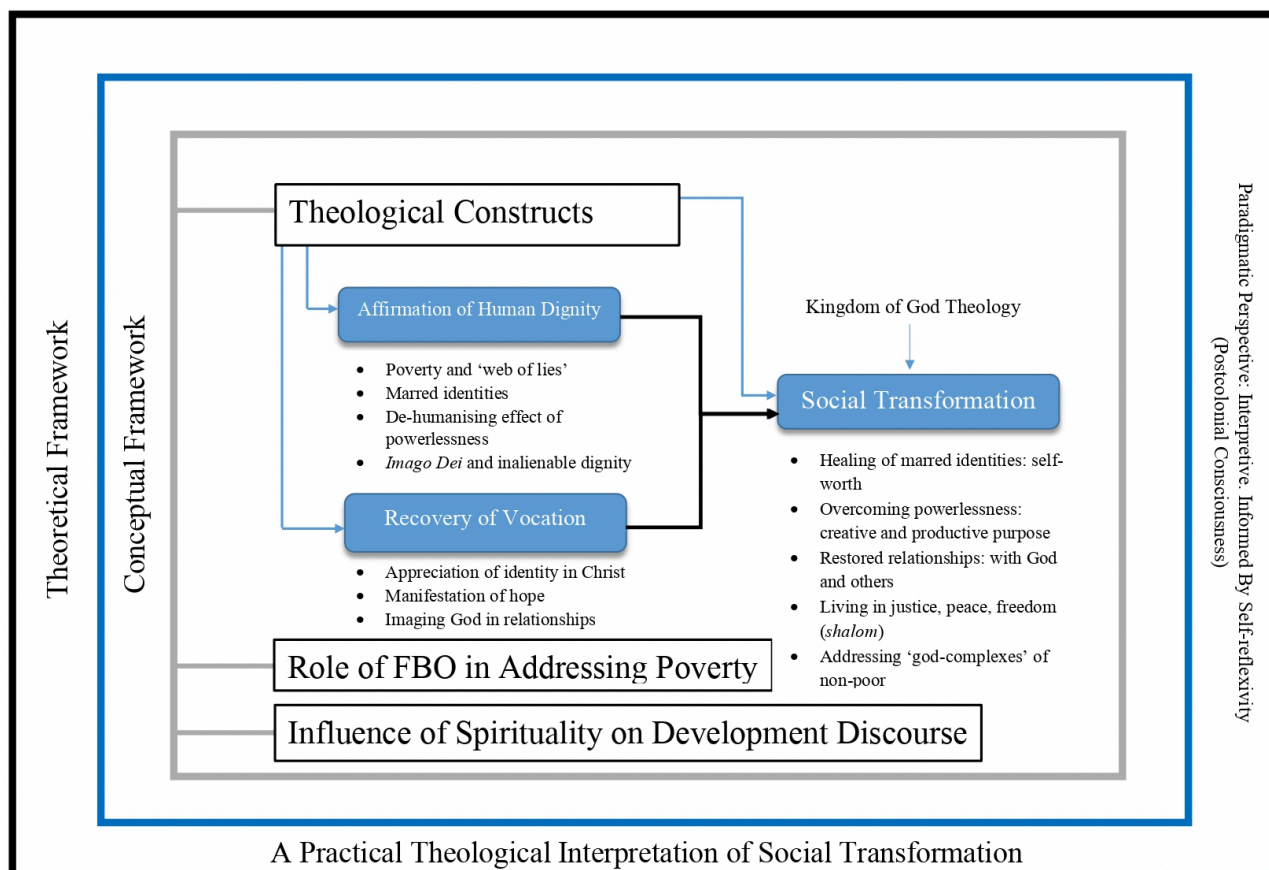 Theoretical Framework
Conceptual Framework
Theological Constructs
Affirmation of Human Dignity
• Poverty and ‘web of lies’
• Marred identities
• De-humanising effect of
powerlessness
• Imago Dei and inalienable dignity
Recovery of Vocation
• Appreciation of identity in Christ
• Manifestation of hope
• Imaging God in relationships
Kingdom of God Theology
Social Transformation
• Healing of marred identities: self-
worth
• Overcoming powerlessness:
creative and productive purpose
• Restored relationships: with God
and others
• Living in justice, peace, freedom
(shalom)
• Addressing ‘god-complexes’ of
non-poor
Role of FBO in Addressing Poverty
Influence of Spirituality on Development Discourse
Paradigmatic Perspective: Interpretive. Informed By Self-reflexivity
(Postcolonial Consciousness)
A Practical Theological Interpretation of Social Transformation